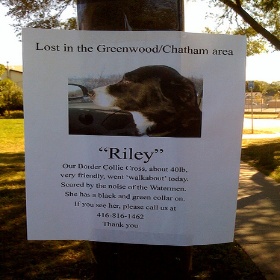 Lost in the Greenwood/Chatham area
"Riley"
Our Border Collie Cross, about 40lb,
very friendly, went 'walkabout' today.
Scared by the noise of the Watermen.
She has a black and green collar on.
If you see her, please call us at
416-816-1462
Thank you